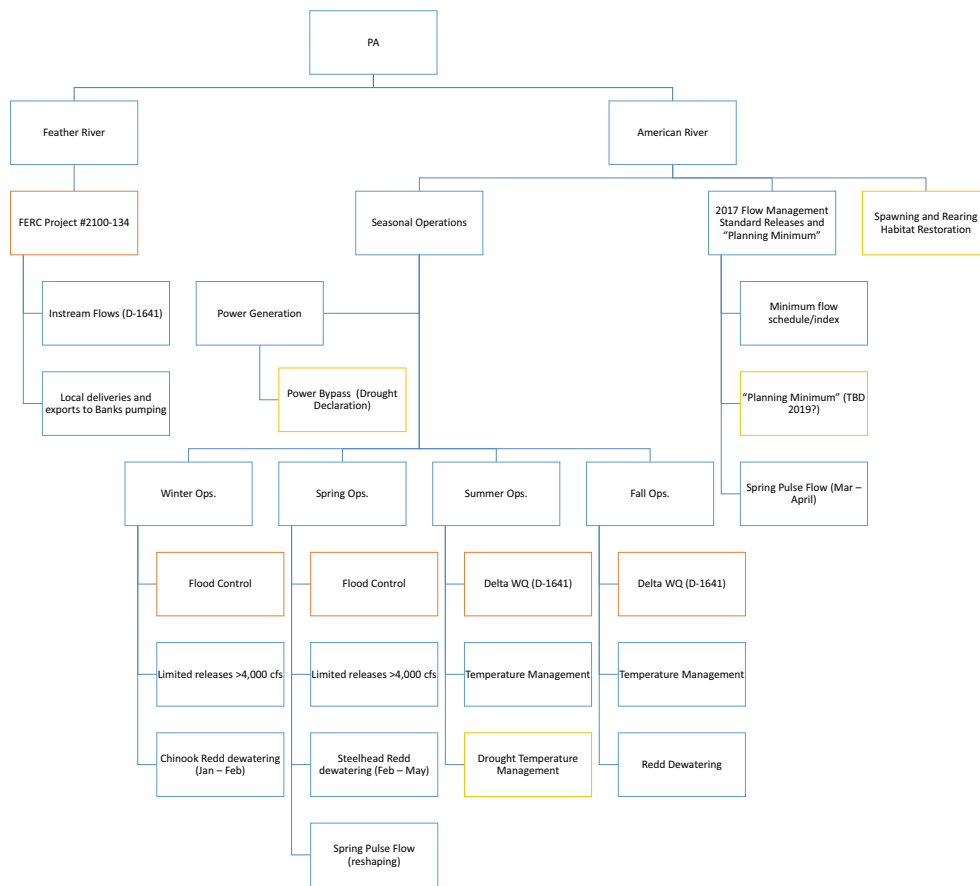 PA
Feather River
American River
FERC Project #2100-134
Seasonal Operations
2017 Flow Management
Standard Releases and
“Planning Minimum”
Spawning and Rearing
Habitat Restoration
Instream Flows (D-1641)
Power Generation
Minimum flow
schedule/index
Local deliveries and
exports to Banks pumping
Power Bypass (Drought
Declaration)
“Planning Minimum” (TBD
2019?)
Winter Ops.
Spring Ops.
Summer Ops.
Fall Ops.
Spring Pulse Flow (Mar –
April)
Flood Control
Flood Control
Delta WQ (D-1641)
Delta WQ (D-1641)
Limited releases >4,000 cfs
Limited releases >4,000 cfs
Temperature Management
Temperature Management
Chinook Redd dewatering
(Jan – Feb)
Steelhead Redd
dewatering (Feb – May)
Drought Temperature
Management
Redd Dewatering
Spring Pulse Flow
(reshaping)